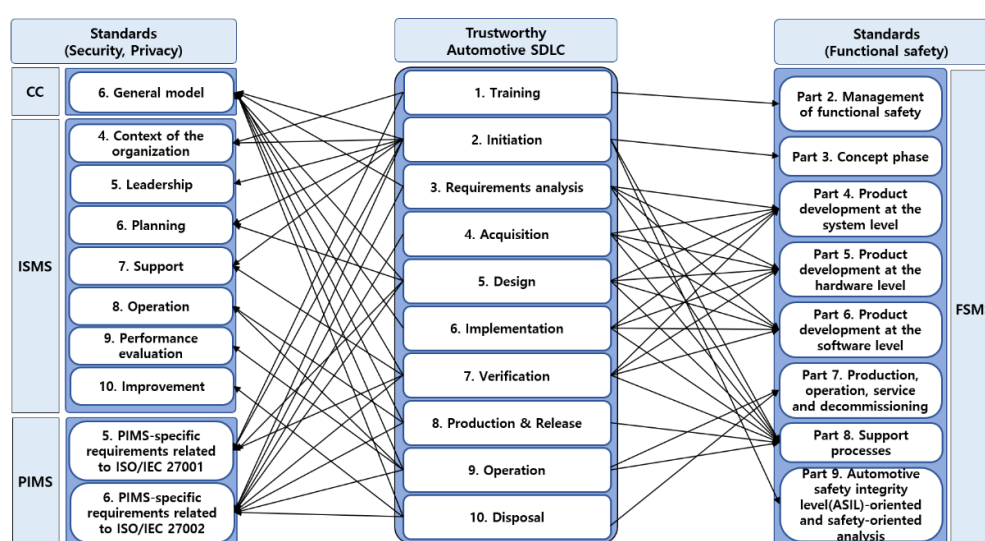 Standards
(Security, Privacy)
CC
6. General model
ISMS
4. Context of the
organization
5. Leadership
6. Planning
7. Support
8. Operation
9. Performance
evaluation
10. Improvement
PIMS
5. PIMS-specific
requirements related
to ISO/IEC 27001
6. PIMS-specific
requirements related
to ISO/IEC 27002
Trustworthy
Automotive SDLC
1. Training
2. Initiation
3. Requirements analysis
4. Acquisition
5. Design
6. Implementation
7. Verification
8. Production & Release
9. Operation
10. Disposal
Standards
(Functional safety)
Part 2. Management
of functional safety
Part 3. Concept phase
Part 4. Product
development at the
system level
Part 5. Product
development at the
hardware level
Part 6. Product
development at the
software level
Part 7. Production,
operation, service
and decommissioning
Part 8. Support
processes
Part 9. Automotive
safety integrity
level(ASIL)-oriented
and safety-oriented
analysis
FSM